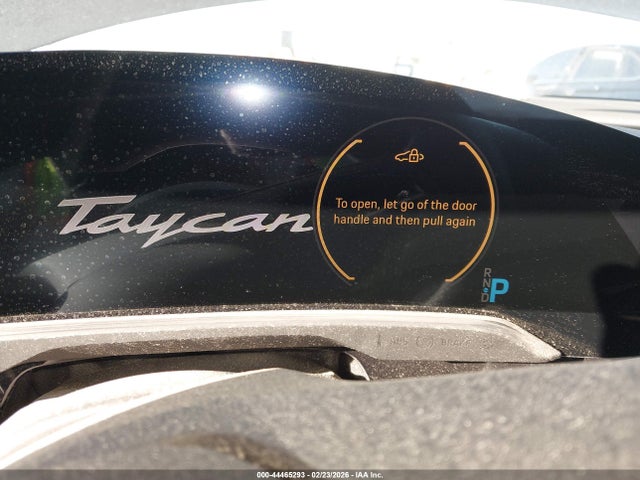 Taycan
To open, let go of the door
handle and then pull again
R
N
D
P
000-44465293 - 02/23/2026 - IAA Inc.